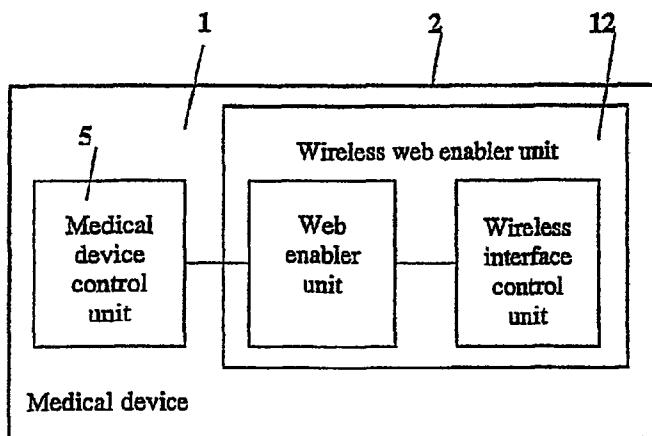 1
2
12
5
Wireless web enabler unit
Medical
device
control
unit
Web
enabler
unit
Wireless
interface
control
unit
Medical device